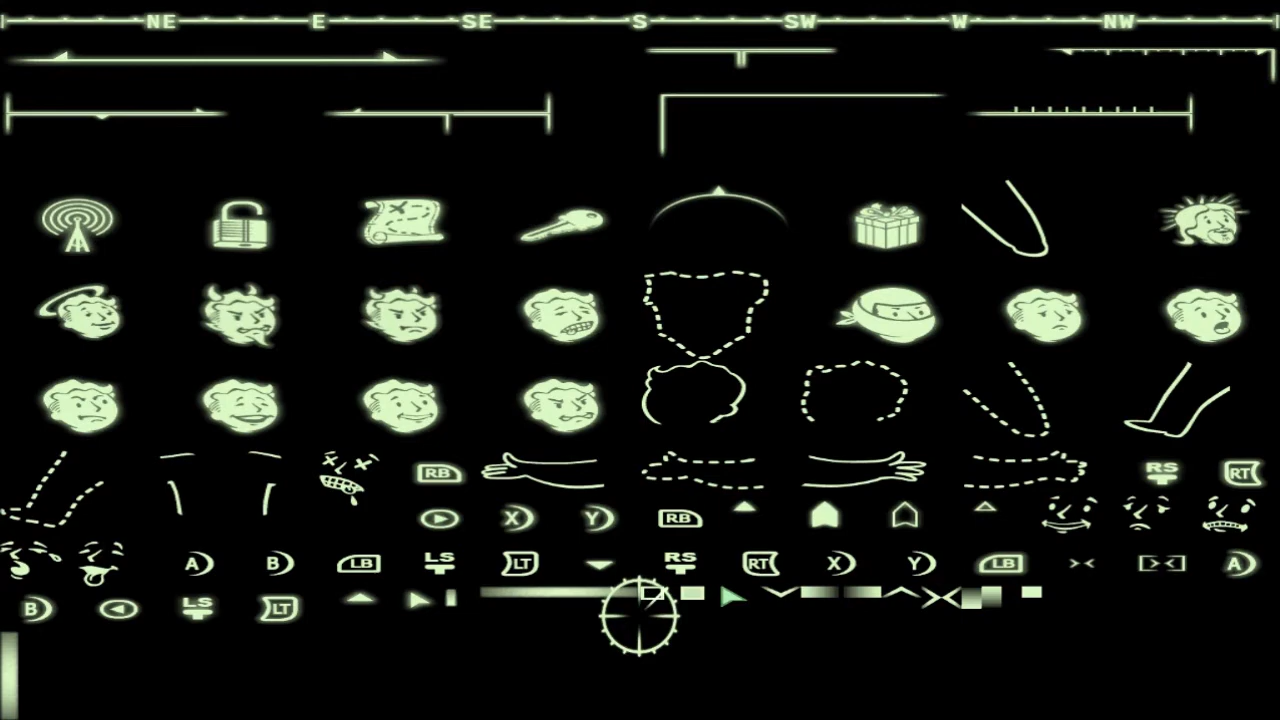 NE E SE S SW W NW
RB RS RT
X Y RB
A B LB LS LT RS RT X Y LB A
B LS LT